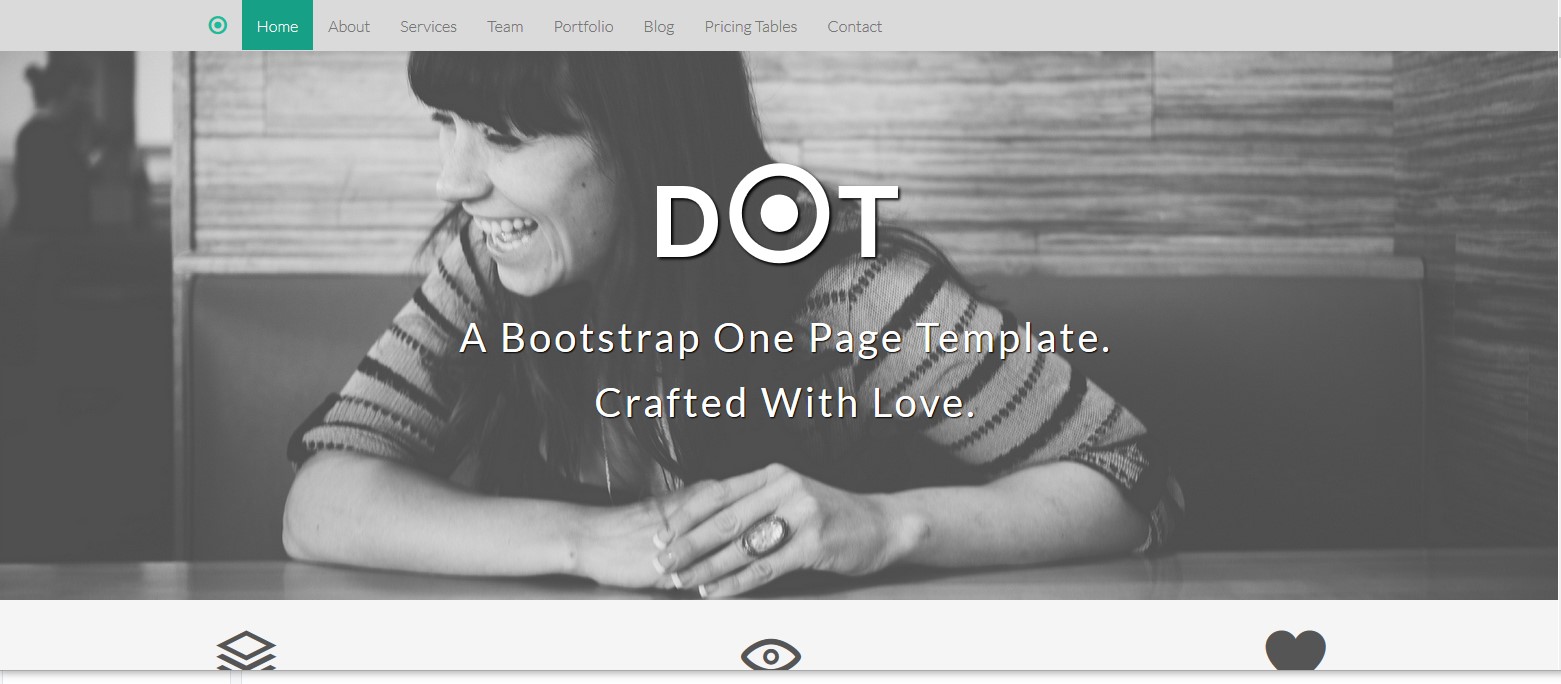 Home About Services Team Portfolio Blog Pricing Tables Contact
DOT
A Bootstrap One Page Template.
Crafted With Love.